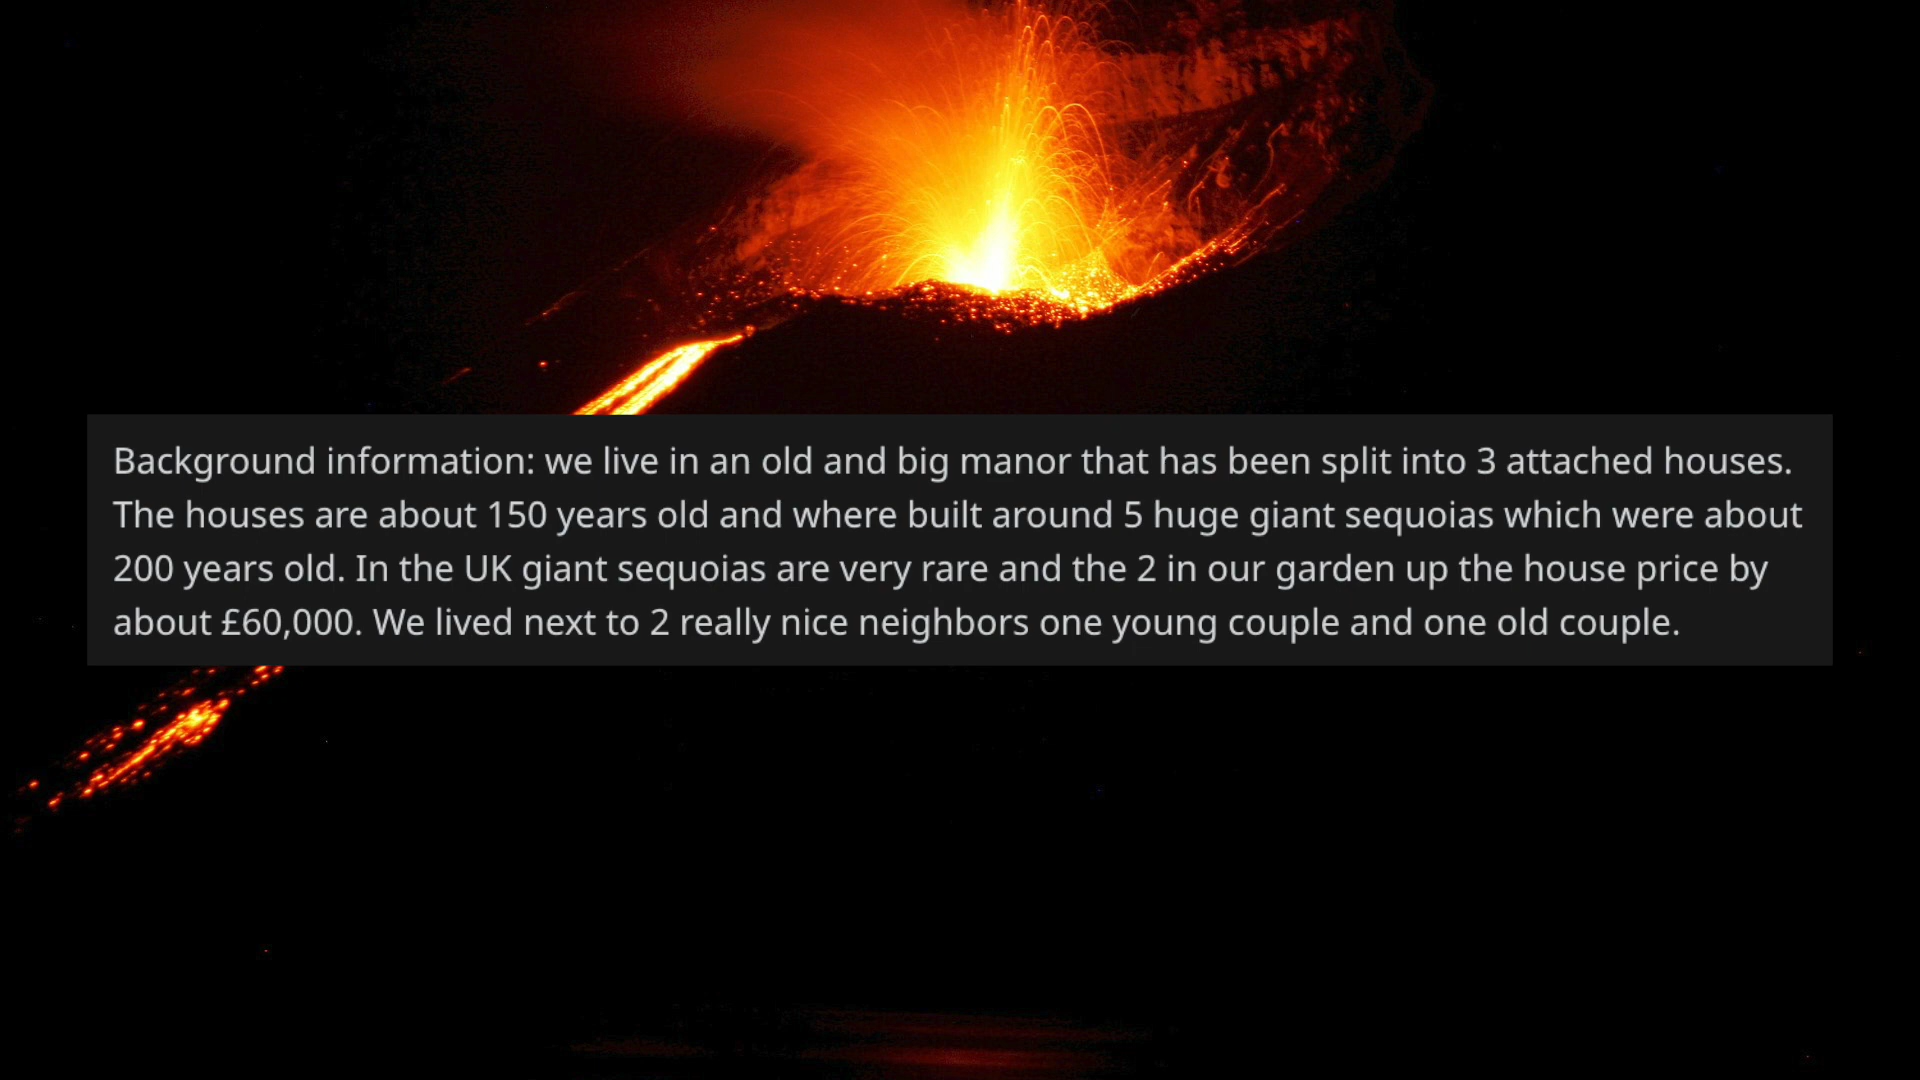 Background information: we live in an old and big manor that has been split into 3 attached houses.
The houses are about 150 years old and where built around 5 huge giant sequoias which were about
200 years old. In the UK giant sequoias are very rare and the 2 in our garden up the house price by
about £60,000. We lived next to 2 really nice neighbors one young couple and one old couple.